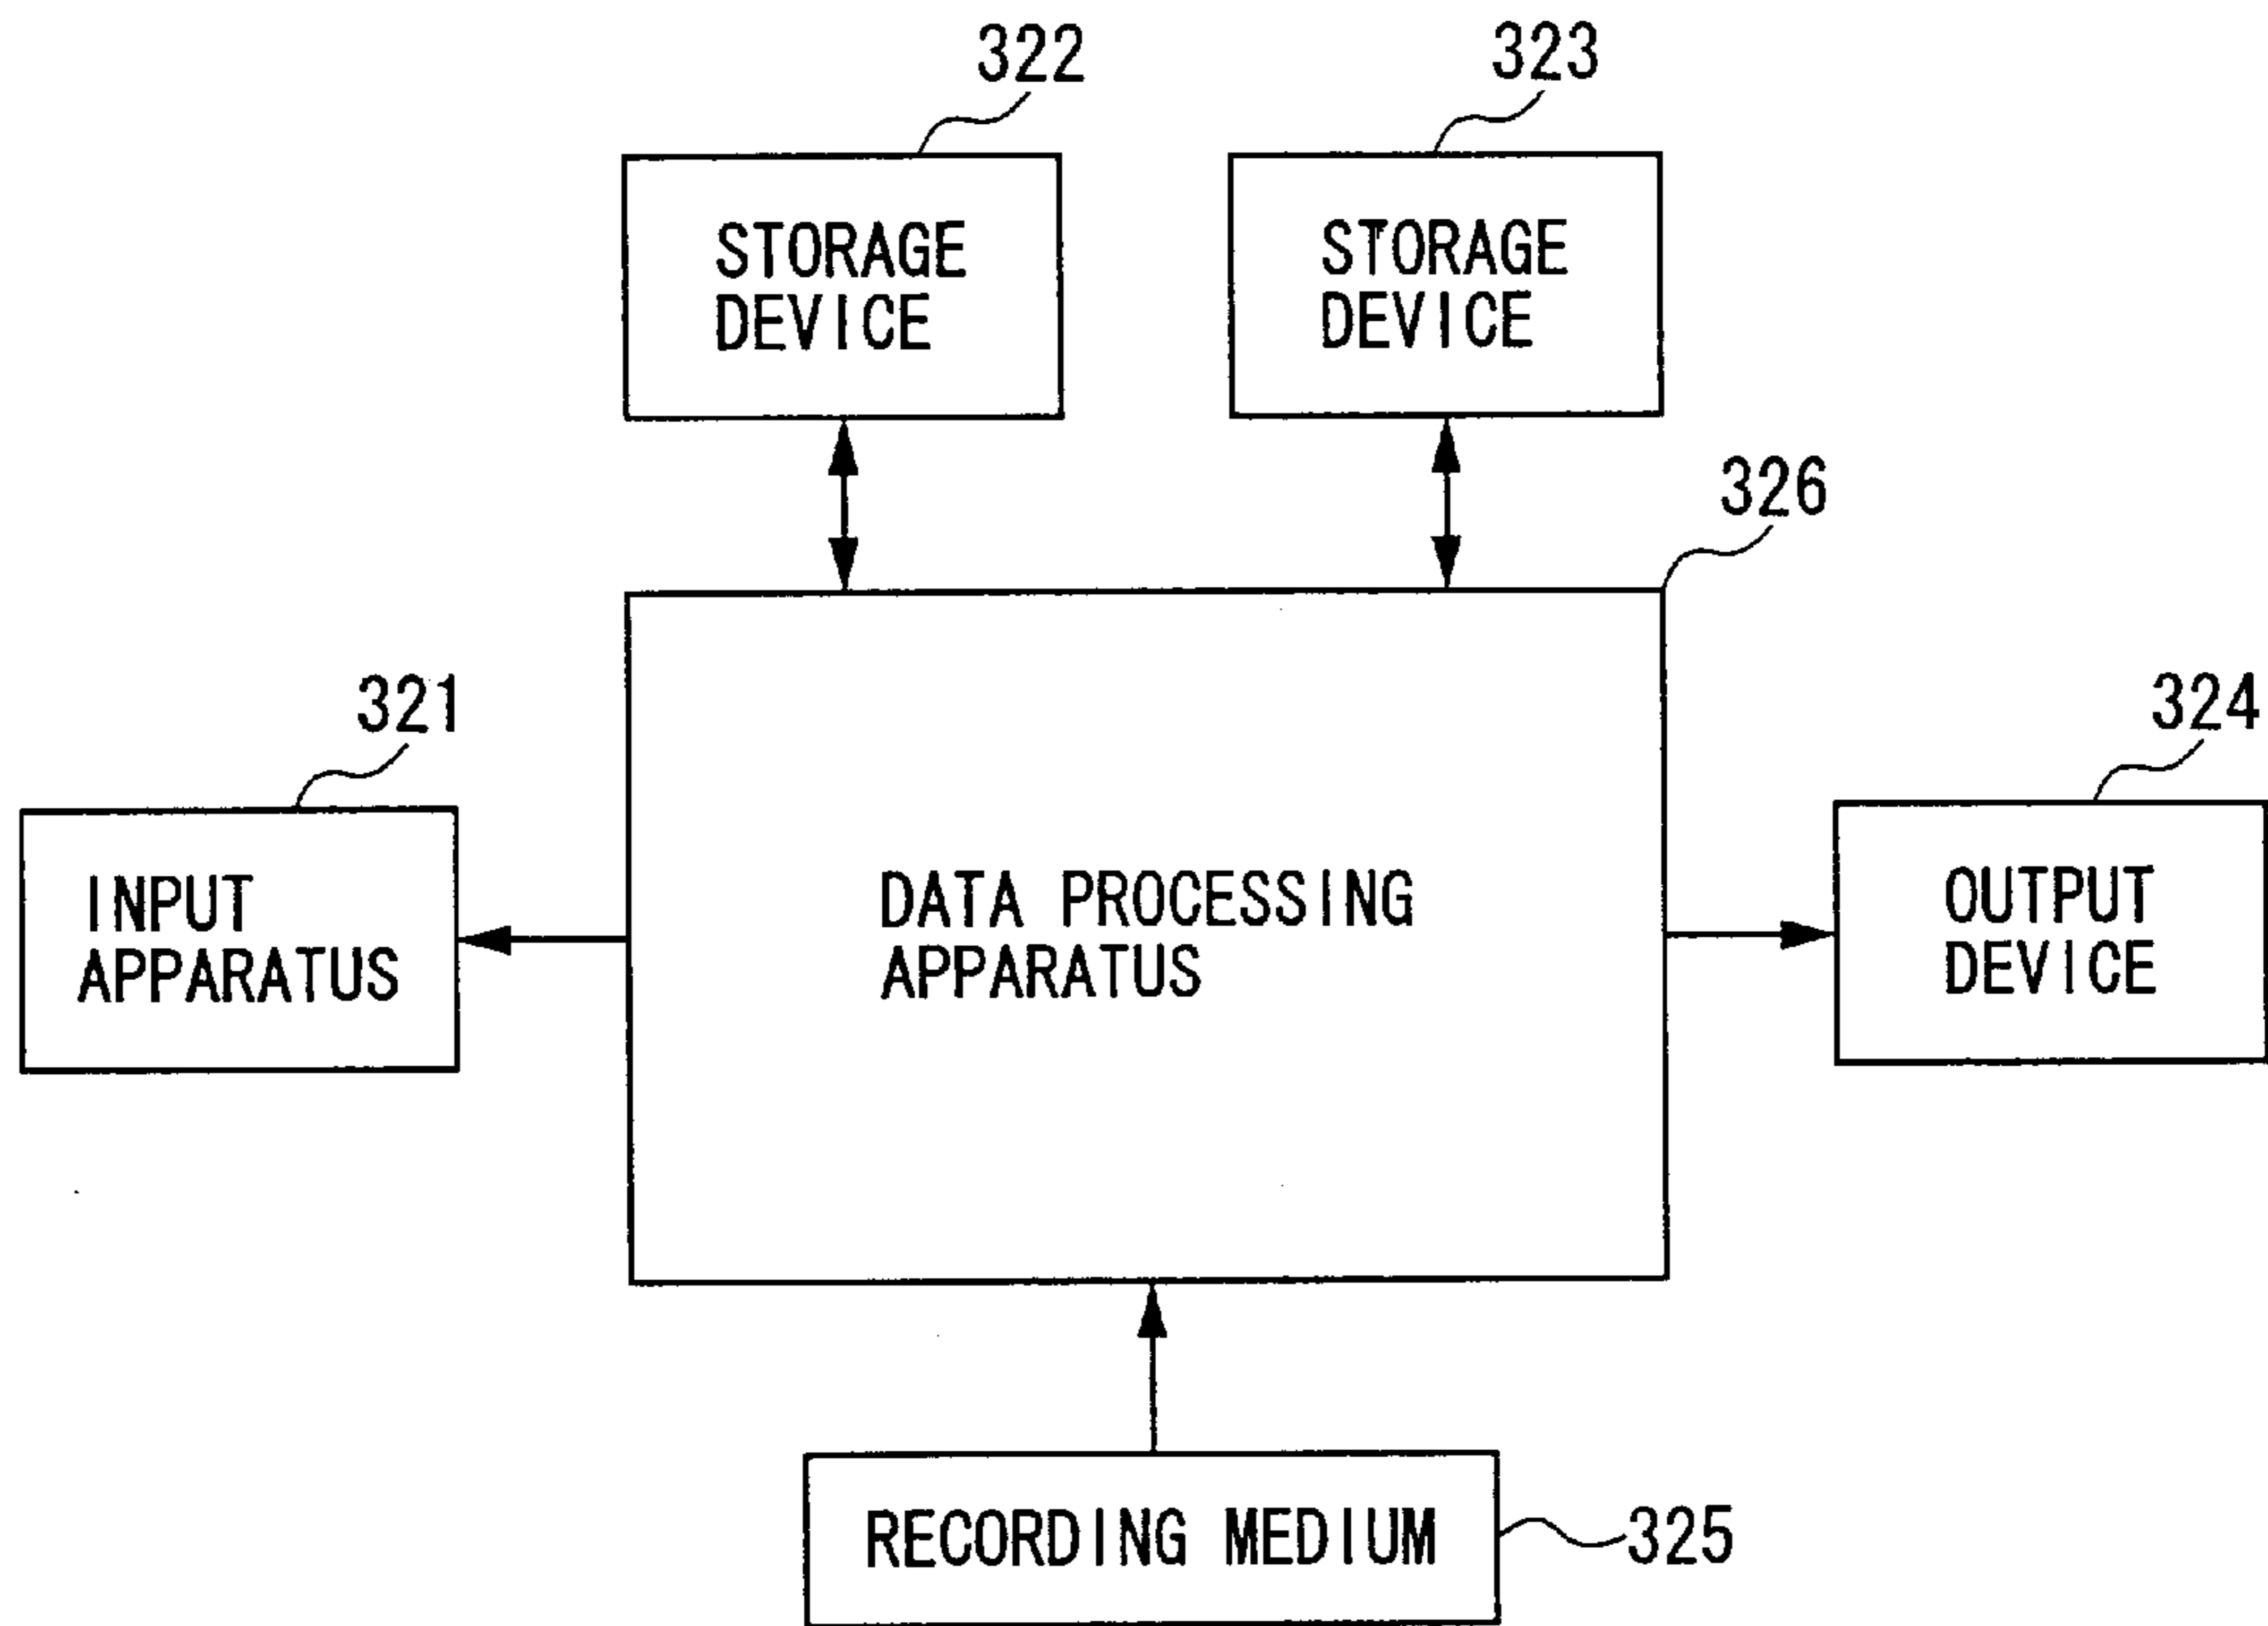 322
323
STORAGE
DEVICE
STORAGE
DEVICE
326
321
324
INPUT
APPARATUS
DATA PROCESSING
APPARATUS
OUTPUT
DEVICE
RECORDING MEDIUM
325